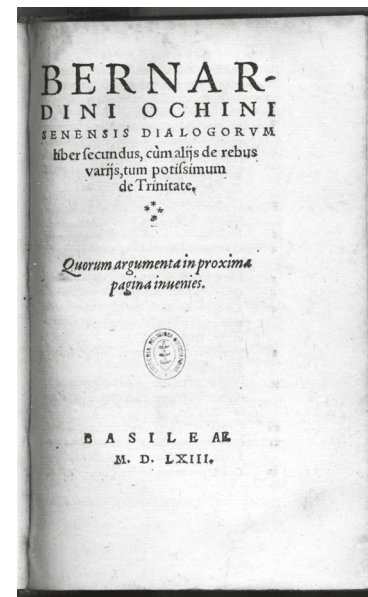 BERNAR-
DINI OCHINI
SENENSIS DIALOGORVM
liber ſecundus, cùm alijs de rebus
varijs, tum potiſsimum
de Trinitate.
Quorum argumenta in proxima
pagina inuenies.
BASILEAE
M. D. LXIII.